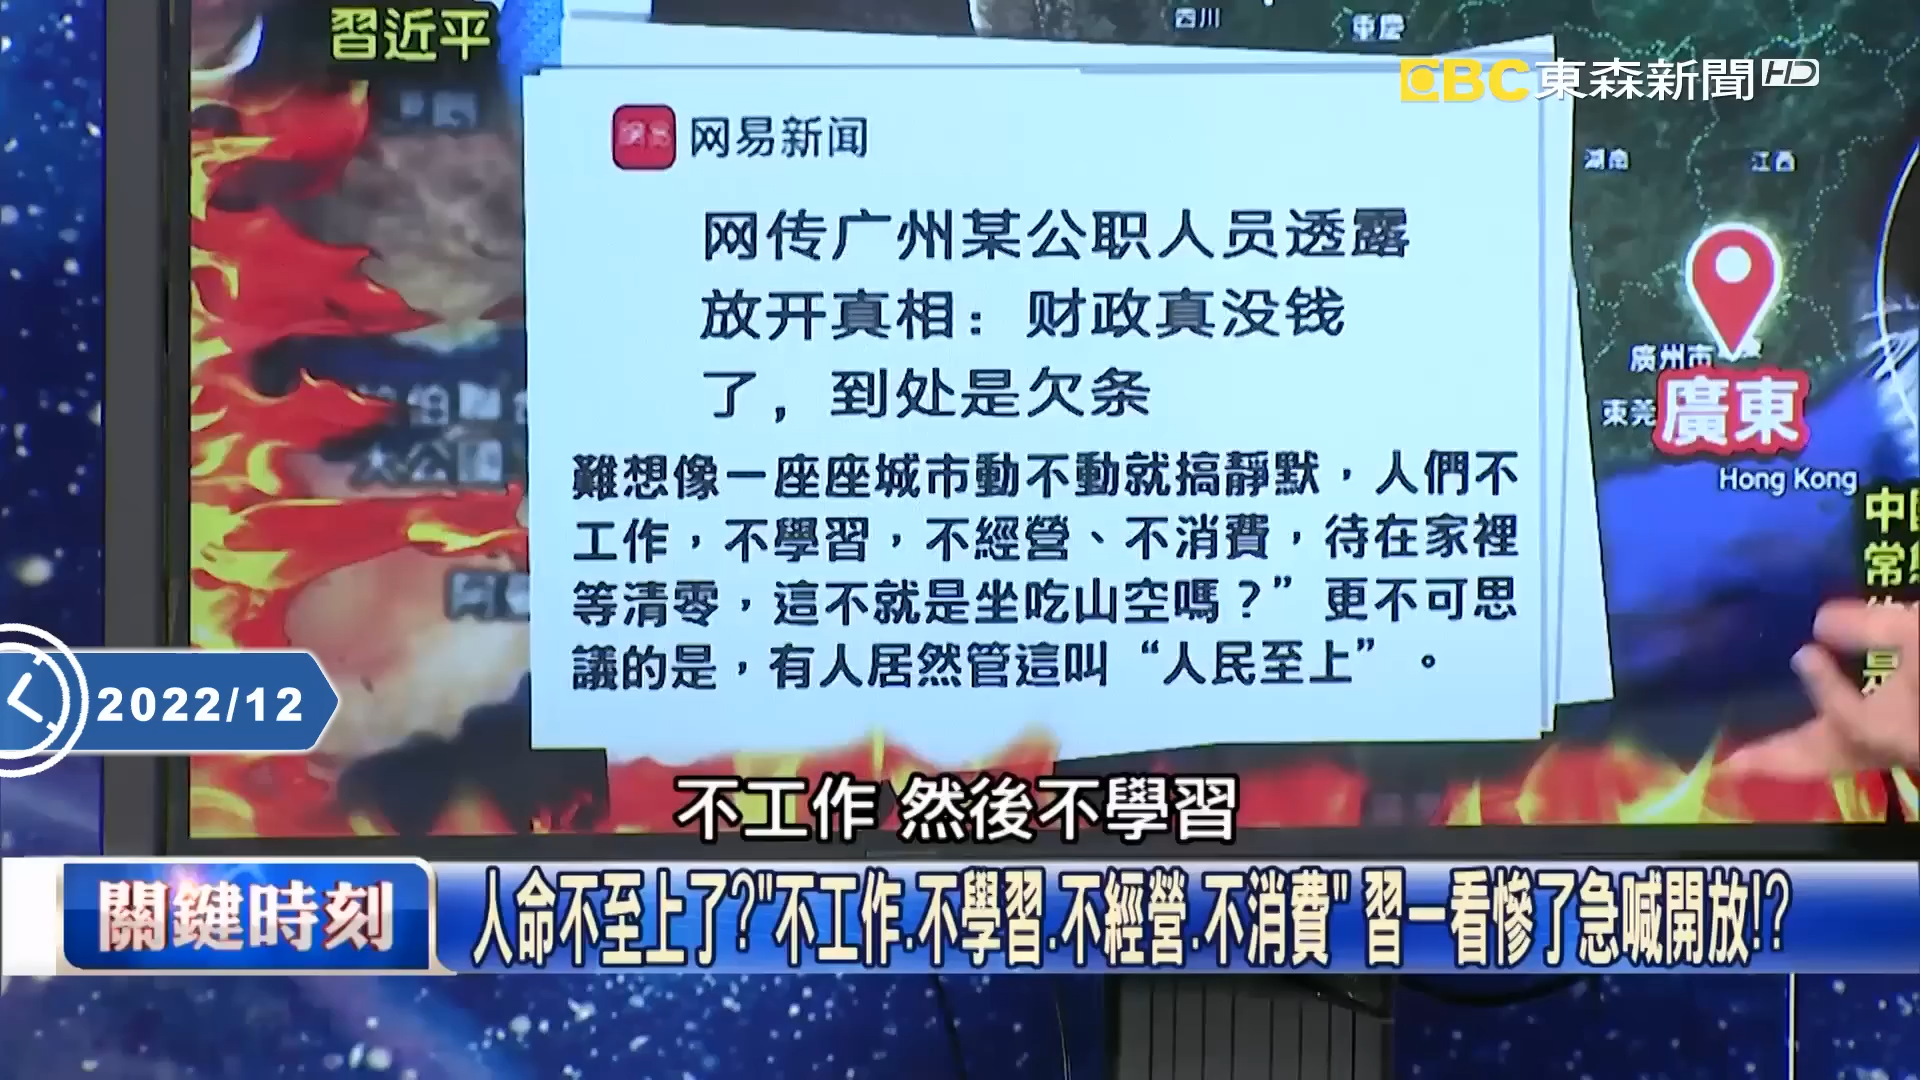 習近平
四川
重慶
EBC東森新聞HD
网易新闻
湖南
江西
网传广州某公职人员透露
放开真相：财政真没钱
了，到处是欠条
廣州市
東莞
廣東
Hong Kong
難想像一座座城市動不動就搞靜默，人們不
工作，不學習，不經營、不消費，待在家裡
等清零，這不就是坐吃山空嗎？”更不可思
議的是，有人居然管這叫“人民至上”。
大公國
2022/12
不工作 然後不學習
關鍵時刻
人命不至上了?"不工作.不學習.不經營.不消費" 習一看慘了急喊開放!?